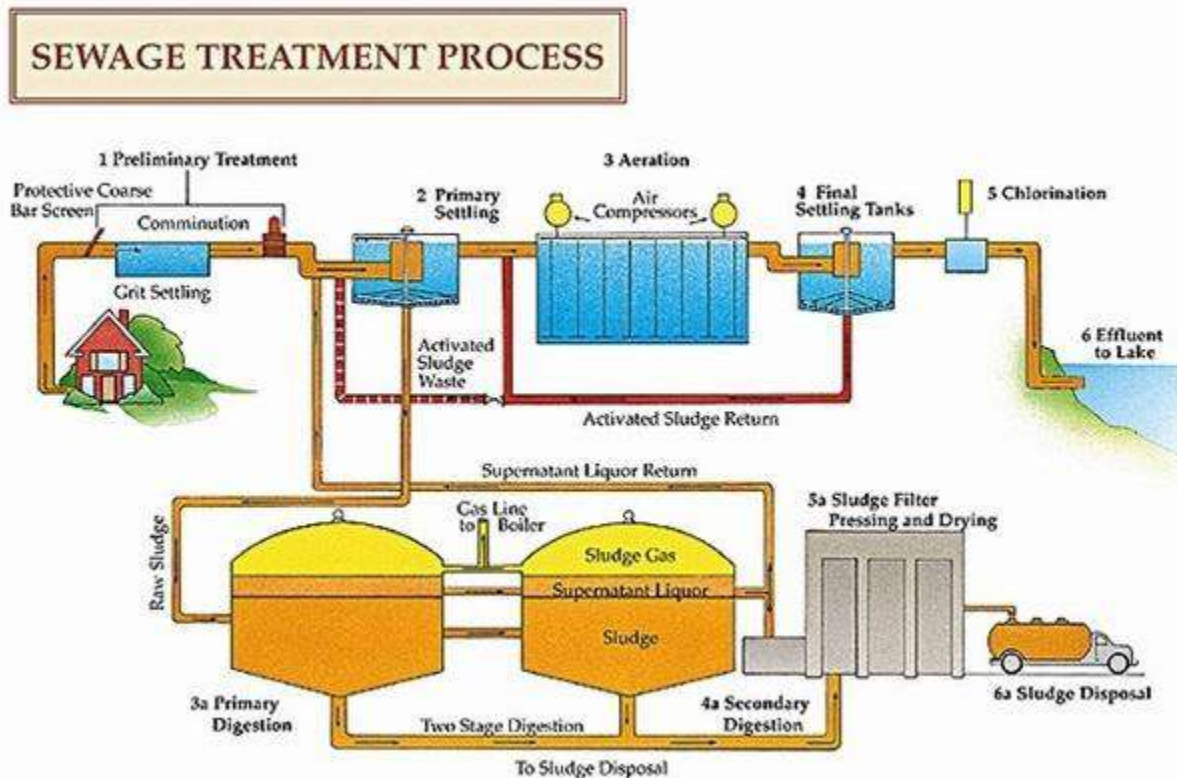 SEWAGE TREATMENT PROCESS
1 Preliminary Treatment
Protective Coarse
Bar Screen
Comminution
Grit Settling
2 Primary
Settling
3 Aeration
Air
Compressors
4 Final
Settling Tanks
5 Chlorination
6 Effluent
to Lake
Activated
Sludge
Waste
Activated Sludge Return
Supernatant Liquor Return
Gas Line
to Boiler
Raw Sludge
Sludge Gas
Supernatant Liquor
Sludge
3a Primary
Digestion
Two Stage Digestion
4a Secondary
Digestion
To Sludge Disposal
5a Sludge Filter
Pressing and Drying
6a Sludge Disposal